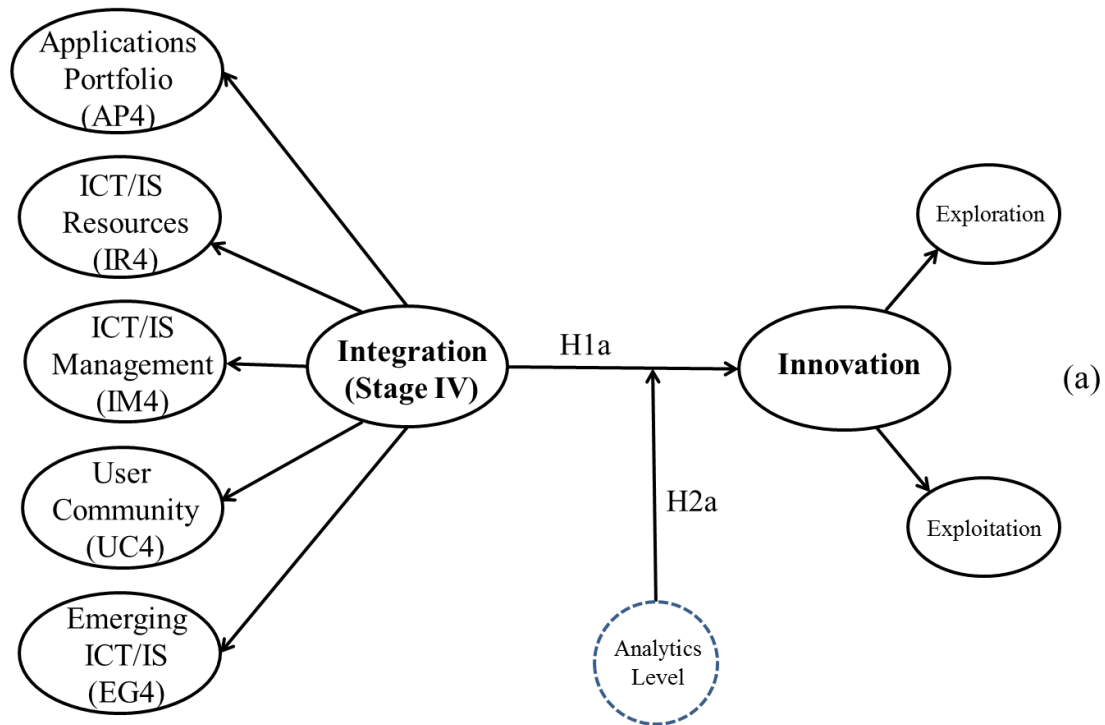 Applications
Portfolio
(AP4)
ICT/IS
Resources
(IR4)
ICT/IS
Management
(IM4)
User
Community
(UC4)
Emerging
ICT/IS
(EG4)
Integration
(Stage IV)
H1a
H2a
Analytics
Level
Innovation
Exploration
Exploitation
(a)